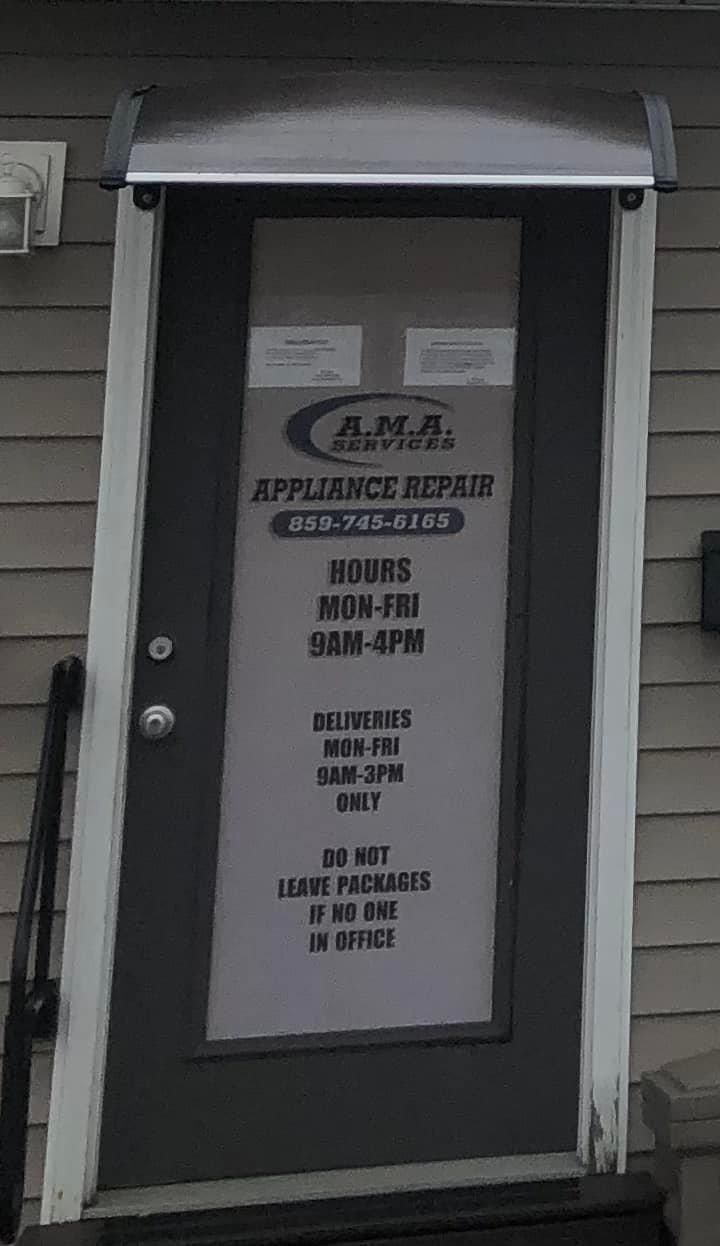 A.M.A.
SERVICES
APPLIANCE REPAIR
859-745-6165
HOURS
MON-FRI
9AM-4PM
DELIVERIES
MON-FRI
9AM-3PM
ONLY
DO NOT
LEAVE PACKAGES
IF NO ONE
IN OFFICE